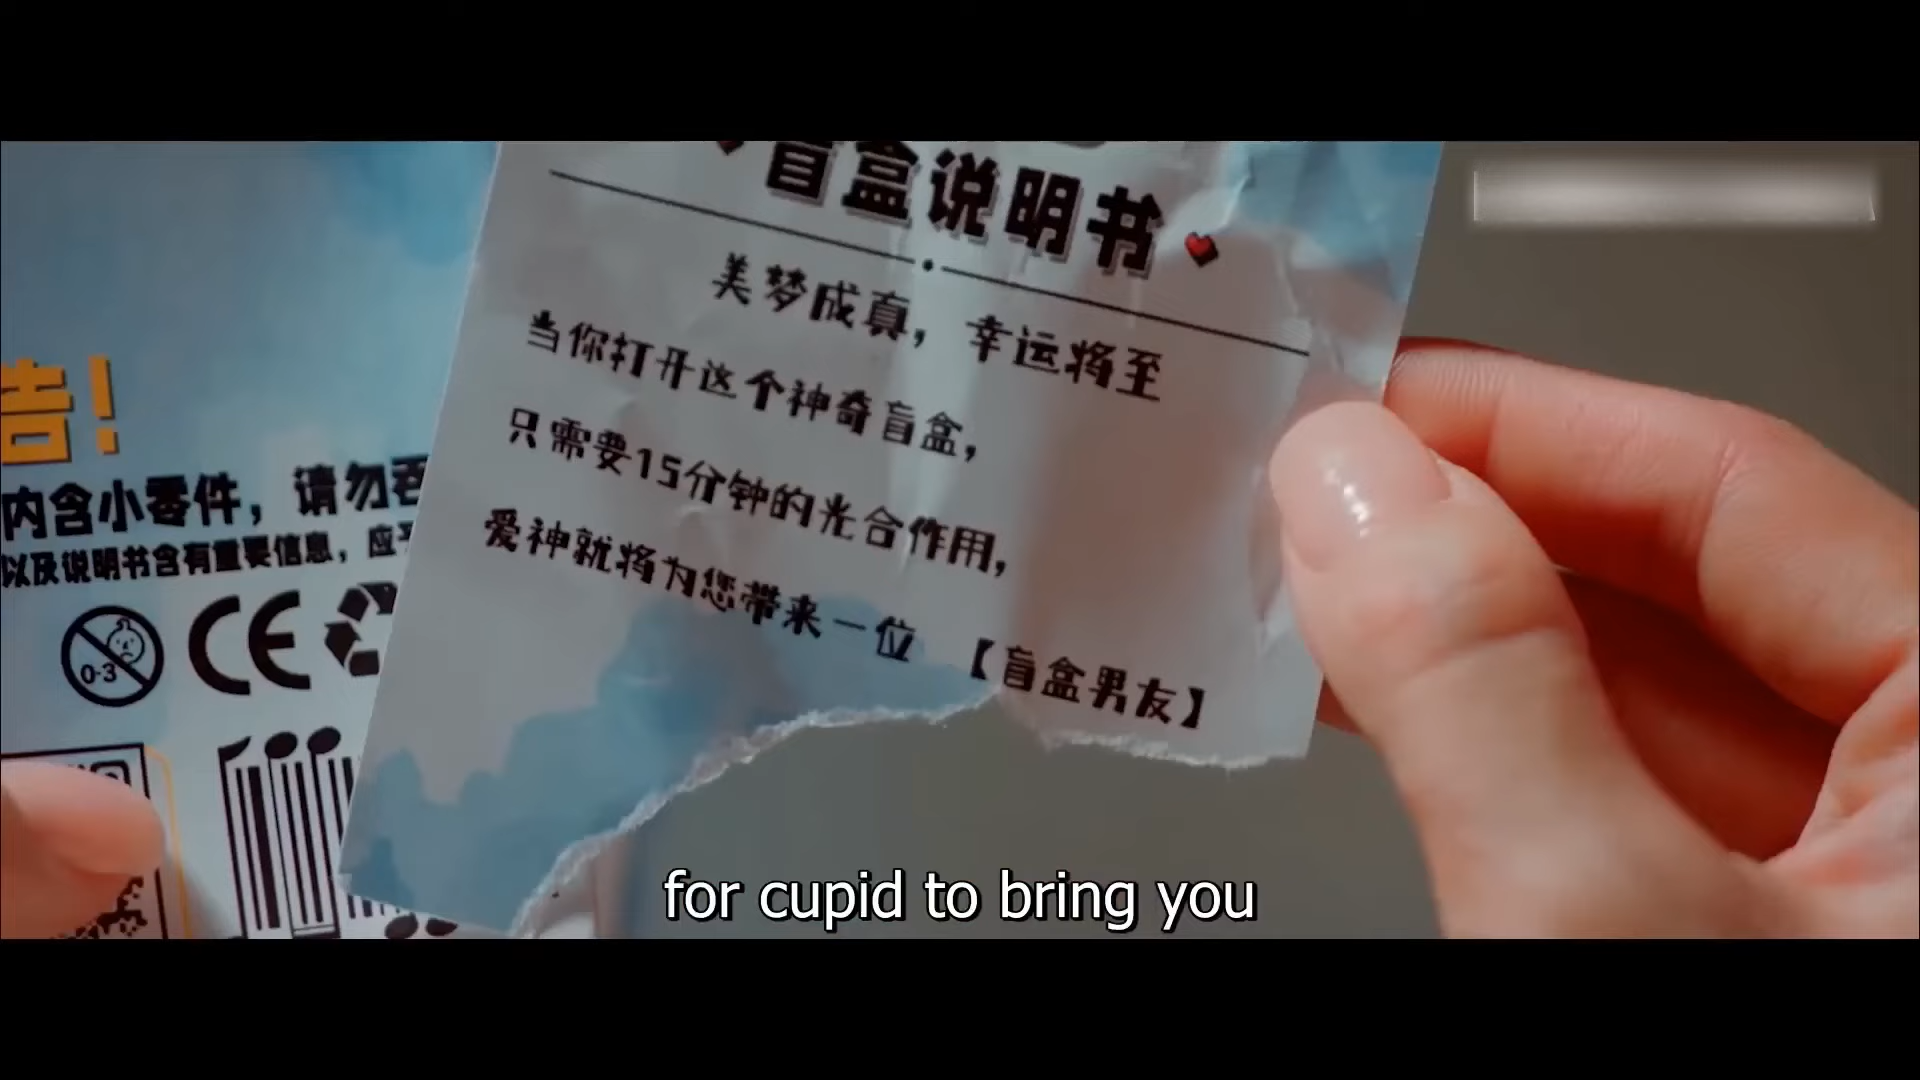 盲盒说明书
美梦成真，幸运将至
当你打开这个神奇盲盒，
只需要15分钟的光合作用，
爱神就将为您带来一位 【盲盒男友】
告！
内含小零件，请勿吞
以及说明书含有重要信息，应
0-3
CE
for cupid to bring you